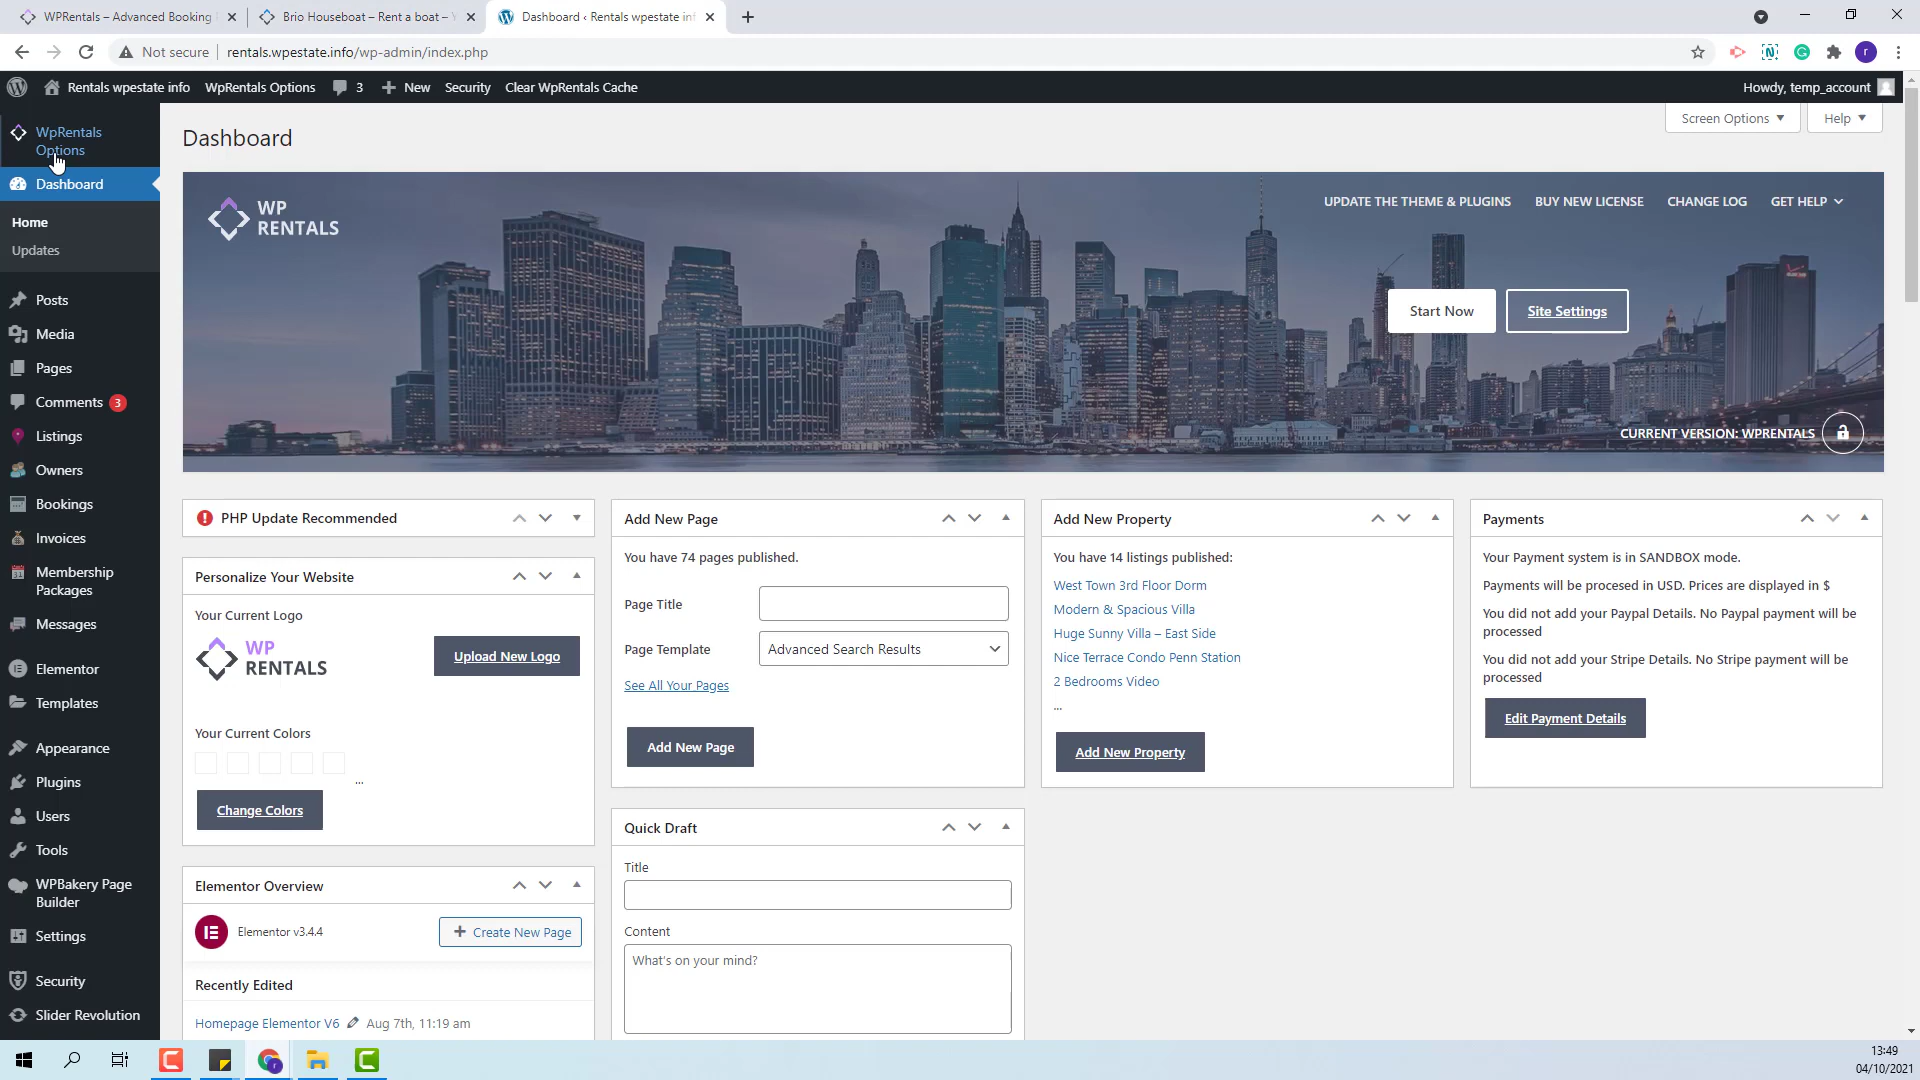 WPRentals – Advanced Booking
Brio Houseboat – Rent a boat –
Dashboard ‹ Rentals wpestate inf
Not secure
rentals.wpestate.info/wp-admin/index.php
r
Rentals wpestate info
WpRentals Options
3
New
Security
Clear WpRentals Cache
Howdy, temp_account
WpRentals
Options
Dashboard
Home
Updates
Posts
Media
Pages
Comments 3
Listings
Owners
Bookings
Invoices
Membership
Packages
Messages
Elementor
Templates
Appearance
Plugins
Users
Tools
WPBakery Page
Builder
Settings
Security
Slider Revolution
Dashboard
Screen Options
Help
WP
RENTALS
UPDATE THE THEME & PLUGINS
BUY NEW LICENSE
CHANGE LOG
GET HELP
Start Now
Site Settings
CURRENT VERSION: WPRENTALS
PHP Update Recommended
Personalize Your Website
Your Current Logo
WP
RENTALS
Upload New Logo
Your Current Colors
...
Change Colors
Elementor Overview
Elementor v3.4.4
Create New Page
Recently Edited
Homepage Elementor V6
Aug 7th, 11:19 am
Add New Page
You have 74 pages published.
Page Title
Page Template
Advanced Search Results
See All Your Pages
Add New Page
Quick Draft
Title
Content
What's on your mind?
Add New Property
You have 14 listings published:
West Town 3rd Floor Dorm
Modern & Spacious Villa
Huge Sunny Villa – East Side
Nice Terrace Condo Penn Station
2 Bedrooms Video
...
Add New Property
Payments
Your Payment system is in SANDBOX mode.
Payments will be procesed in USD. Prices are displayed in $
You did not add your Paypal Details. No Paypal payment will be
processed
You did not add your Stripe Details. No Stripe payment will be
processed
Edit Payment Details
13:49
04/10/2021